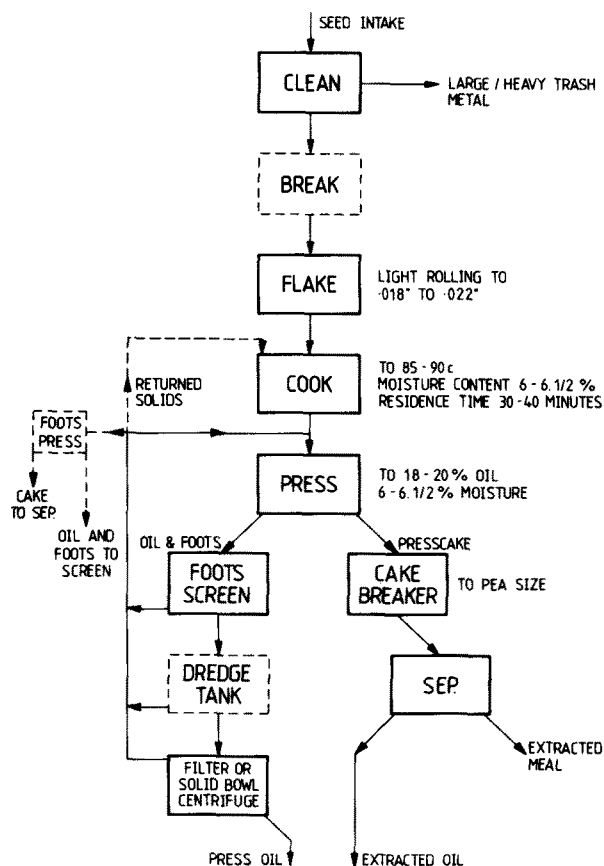 SEED INTAKE
CLEAN
LARGE / HEAVY TRASH
METAL
BREAK
FLAKE
LIGHT ROLLING TO
·018" TO ·022"
RETURNED
SOLIDS
COOK
TO 85 - 90c
MOISTURE CONTENT 6 - 6.1/2 %
RESIDENCE TIME 30 - 40 MINUTES
FOOTS
PRESS
CAKE
TO SEP.
OIL AND
FOOTS TO
SCREEN
PRESS
TO 18 - 20% OIL
6 - 6.1/2 % MOISTURE
OIL & FOOTS
PRESSCAKE
FOOTS
SCREEN
CAKE
BREAKER
TO PEA SIZE
DREDGE
TANK
SEP.
FILTER OR
SOLID BOWL
CENTRIFUGE
EXTRACTED
MEAL
PRESS OIL
EXTRACTED OIL